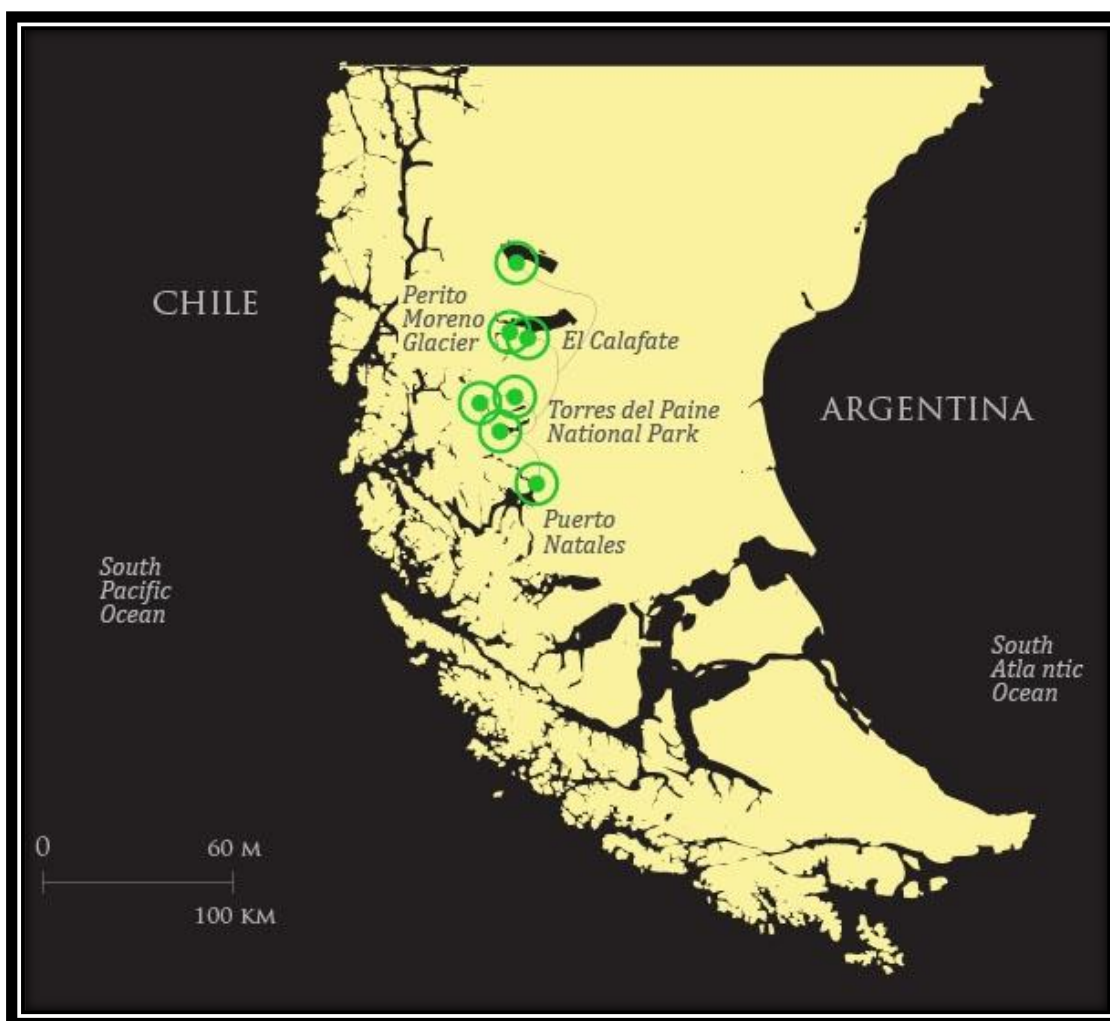 CHILE
Perito
Moreno
Glacier
El Calafate
ARGENTINA
Torres del Paine
National Park
Puerto
Natales
South
Pacific
Ocean
South
Atla ntic
Ocean
0 60 M
100 KM